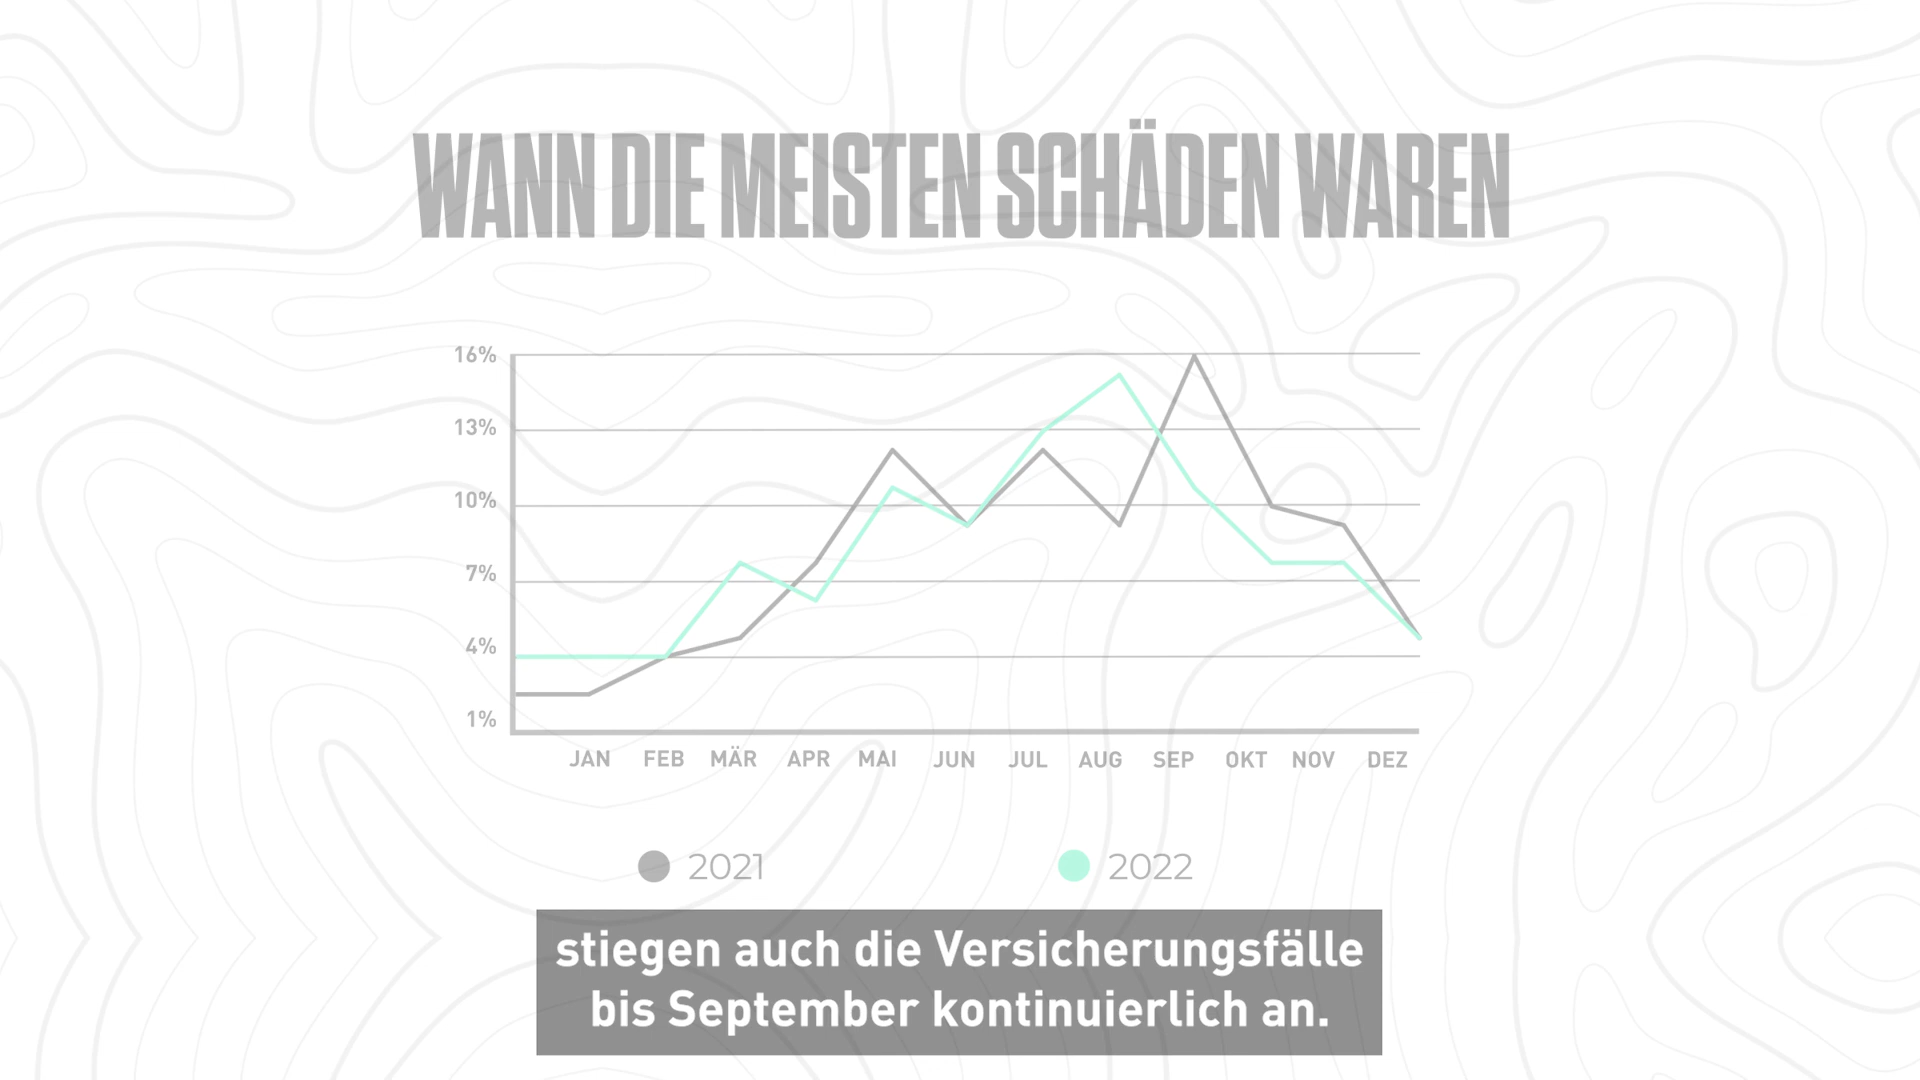 WANN DIE MEISTEN SCHÄDEN WAREN
16%
13%
10%
7%
4%
1%
JAN FEB MÄR APR MAI JUN JUL AUG SEP OKT NOV DEZ
2021 2022
stiegen auch die Versicherungsfälle
bis September kontinuierlich an.